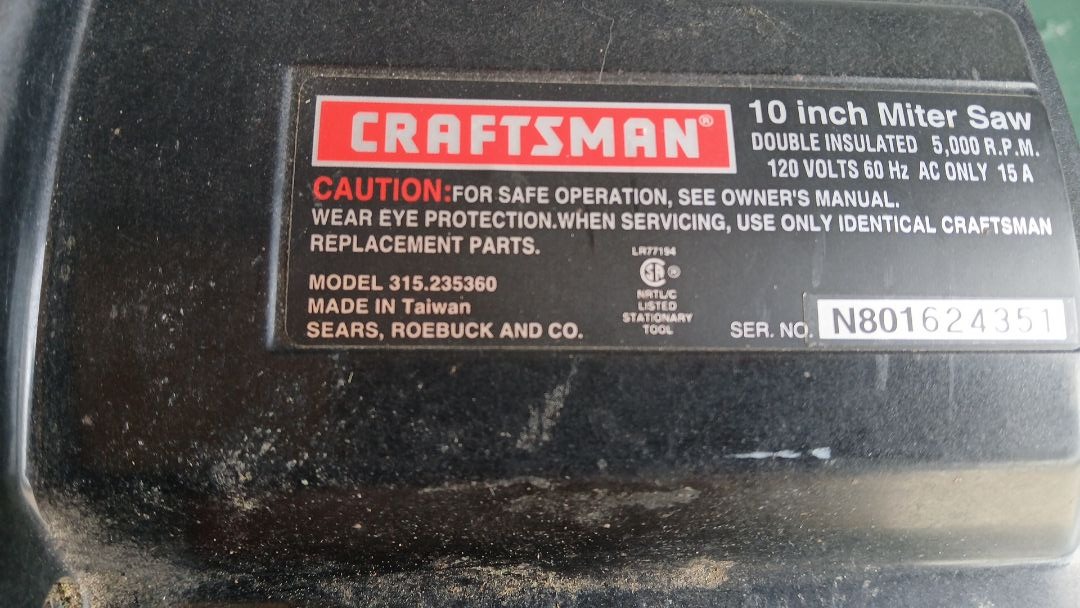 CRAFTSMAN®
10 inch Miter Saw
DOUBLE INSULATED 5,000 R.P.M.
120 VOLTS 60 Hz AC ONLY 15 A
CAUTION:FOR SAFE OPERATION, SEE OWNER'S MANUAL.
WEAR EYE PROTECTION.WHEN SERVICING, USE ONLY IDENTICAL CRAFTSMAN
REPLACEMENT PARTS.
MODEL 315.235360
MADE IN Taiwan
SEARS, ROEBUCK AND CO.
LR77194
®
NRTL/C
LISTED
STATIONARY
TOOL
SER. NO. N801624351